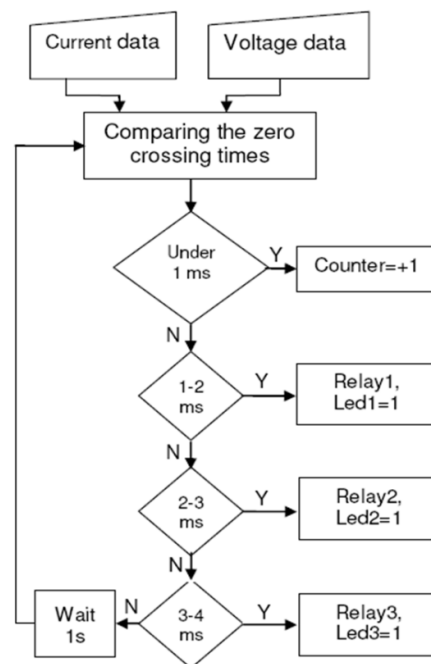 Current data
Voltage data
Comparing the zero
crossing times
Under
1 ms
Y
Counter=+1
N
1-2
ms
Y
Relay1,
Led1=1
N
2-3
ms
Y
Relay2,
Led2=1
N
3-4
ms
Y
Relay3,
Led3=1
N
Wait
1s